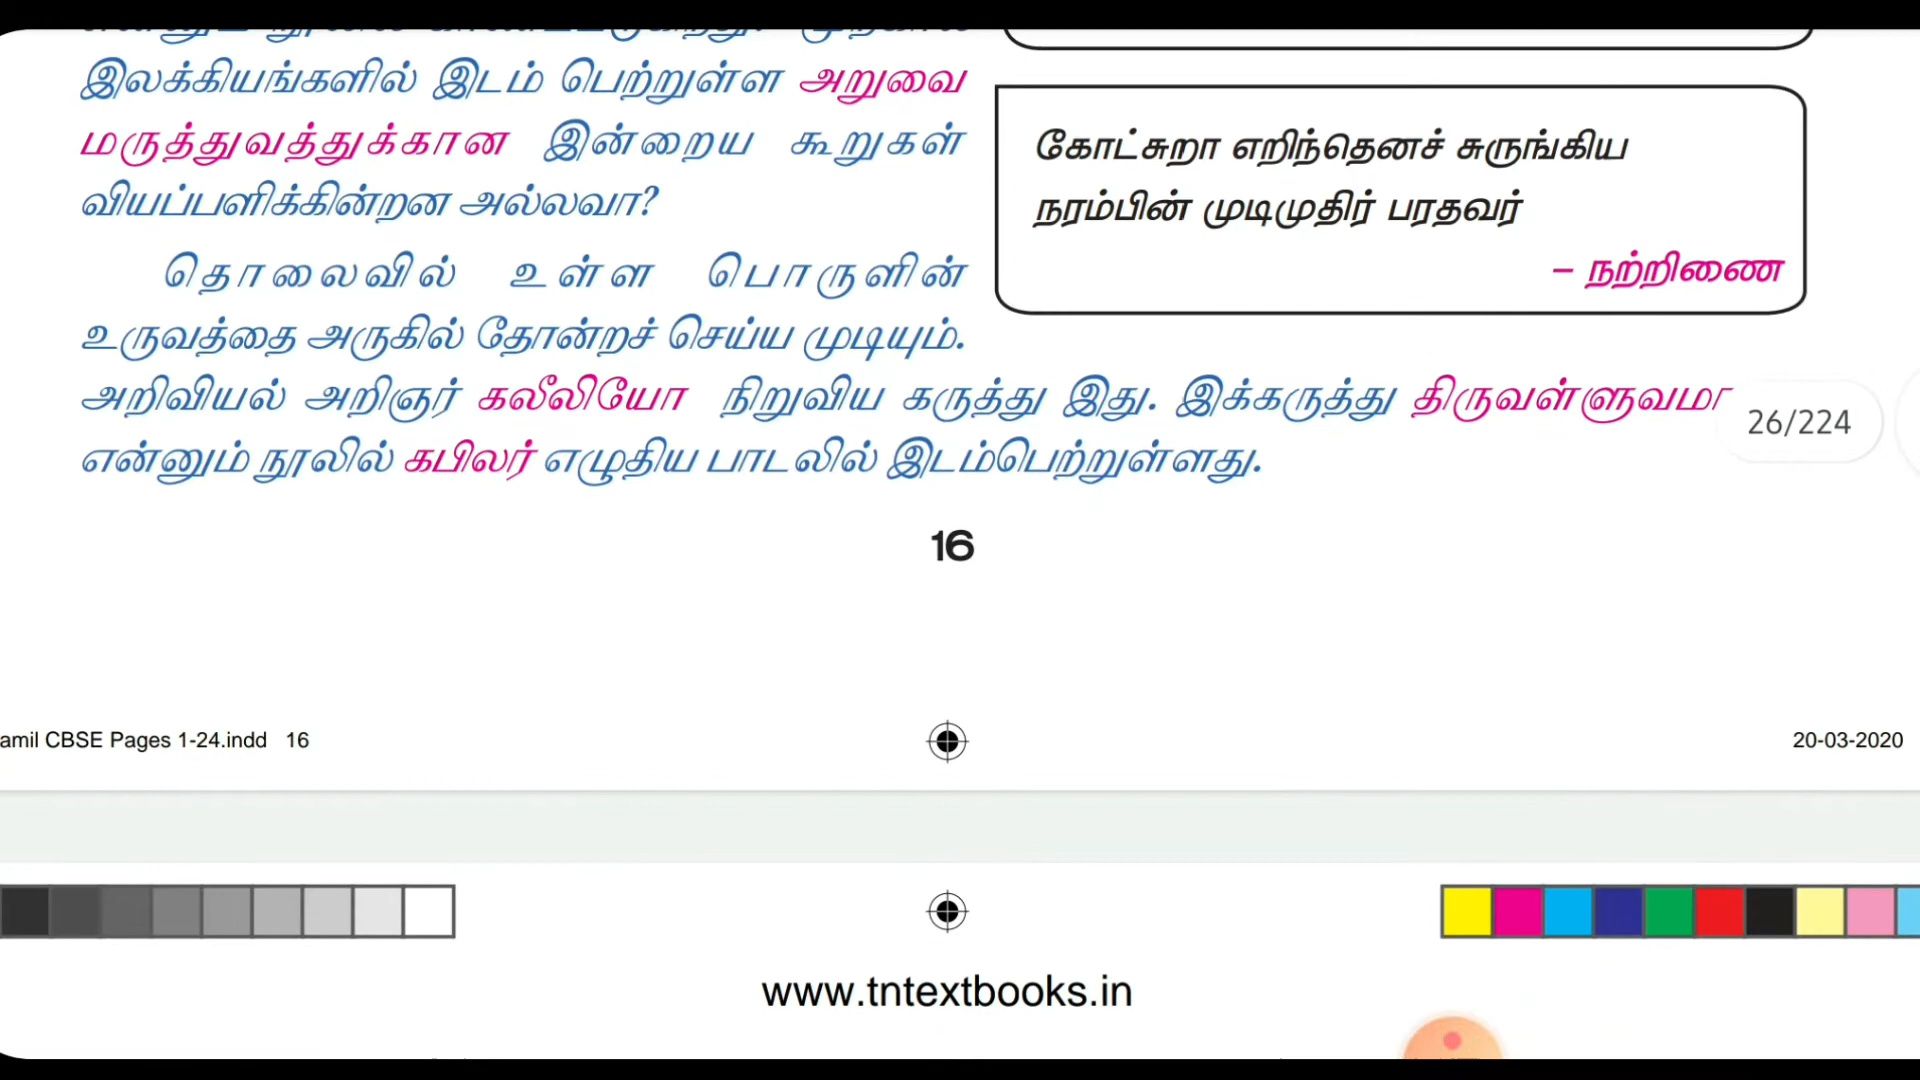 இலக்கியங்களில் இடம் பெற்றுள்ள அறுவை
மருத்துவத்துக்கான இன்றைய கூறுகள்
வியப்பளிக்கின்றன அல்லவா?
தொலைவில் உள்ள பொருளின்
உருவத்தை அருகில் தோன்றச் செய்ய முடியும்.
அறிவியல் அறிஞர் கலீலியோ நிறுவிய கருத்து இது. இக்கருத்து
என்னும் நூலில் கபிலர் எழுதிய பாடலில் இடம்பெற்றுள்ளது.
கோட்சுறா எறிந்தெனச் சுருங்கிய
நரம்பின் முடிமுதிர் பரதவர்
– நற்றிணை
26/224
16
amil CBSE Pages 1-24.indd 16
20-03-2020
www.tntextbooks.in